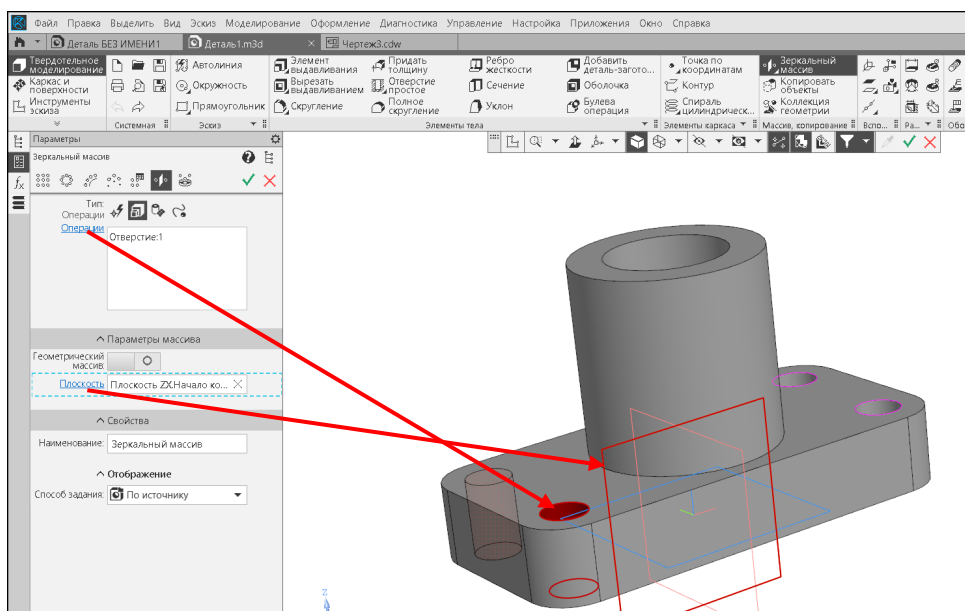 Файл Правка Выделить Вид Эскиз Моделирование Оформление Диагностика Управление Настройка Приложения Окно Справка
Деталь БЕЗ ИМЕНИ1 Деталь1.m3d Чертеж3.cdw
Твердотельное моделирование
Каркас и поверхности
Инструменты эскиза
Системная
Автолиния
Окружность
Прямоугольник
Эскиз
Элемент выдавливания
Вырезать выдавливанием
Скругление
Придать толщину
Отверстие простое
Полное скругление
Ребро жесткости
Сечение
Уклон
Добавить деталь-загото...
Оболочка
Булева операция
Элементы тела
Точка по координатам
Контур
Спираль цилиндрическ...
Элементы каркаса
Зеркальный массив
Копировать объекты
Коллекция геометрии
Массив, копирование
Вспо...
Ра...
Обо
Параметры
Зеркальный массив
Тип:
Операции
Операции
Отверстие:1
Параметры массива
Геометрический
массив:
Плоскость Плоскость ZX.Начало ко...
Свойства
Наименование: Зеркальный массив
Отображение
Способ задания: По источнику
Z